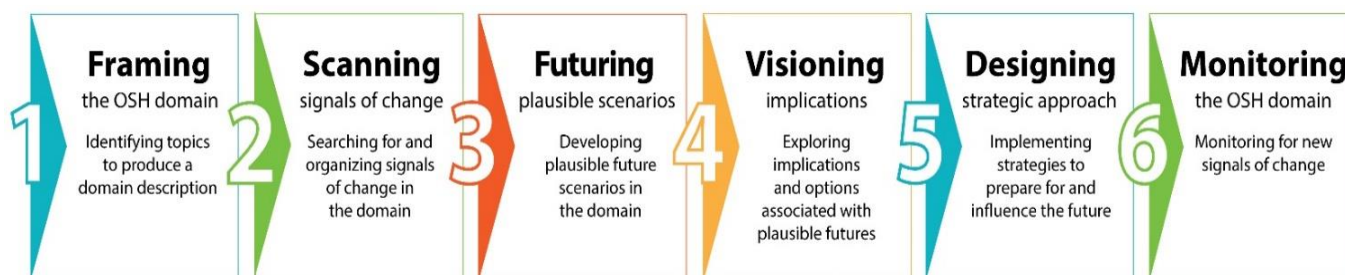 1
Framing
the OSH domain
Identifying topics
to produce a
domain description
2
Scanning
signals of change
Searching for and
organizing signals
of change in
the domain
3
Futuring
plausible scenarios
Developing
plausible future
scenarios in
the domain
4
Visioning
implications
Exploring
implications
and options
associated with
plausible futures
5
Designing
strategic approach
Implementing
strategies to
prepare for and
influence the future
6
Monitoring
the OSH domain
Monitoring for new
signals of change